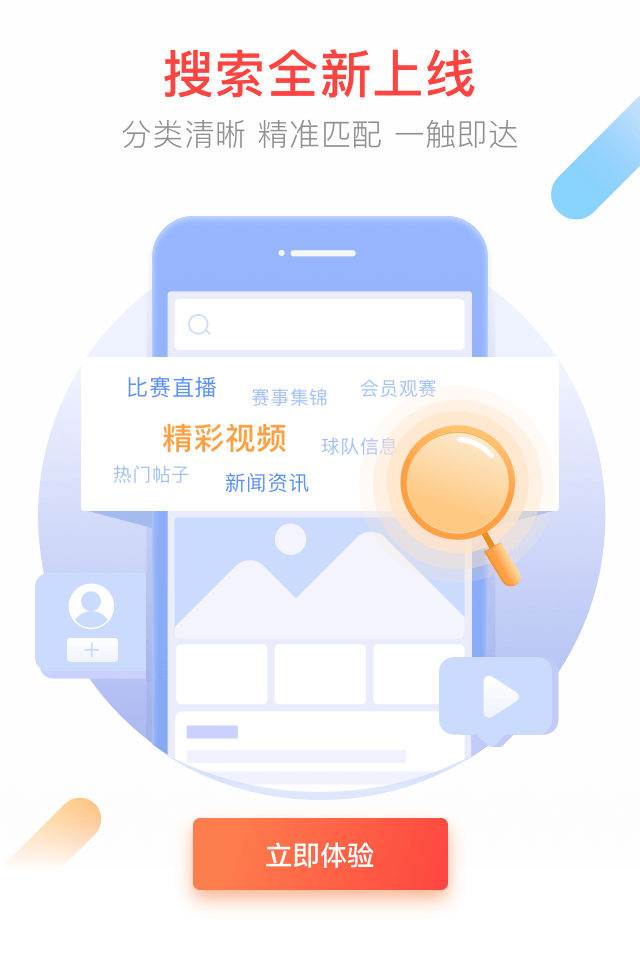 搜索全新上线
分类清晰 精准匹配 一触即达
比赛直播
赛事集锦
会员观赛
精彩视频
球队信息
热门帖子
新闻资讯
立即体验